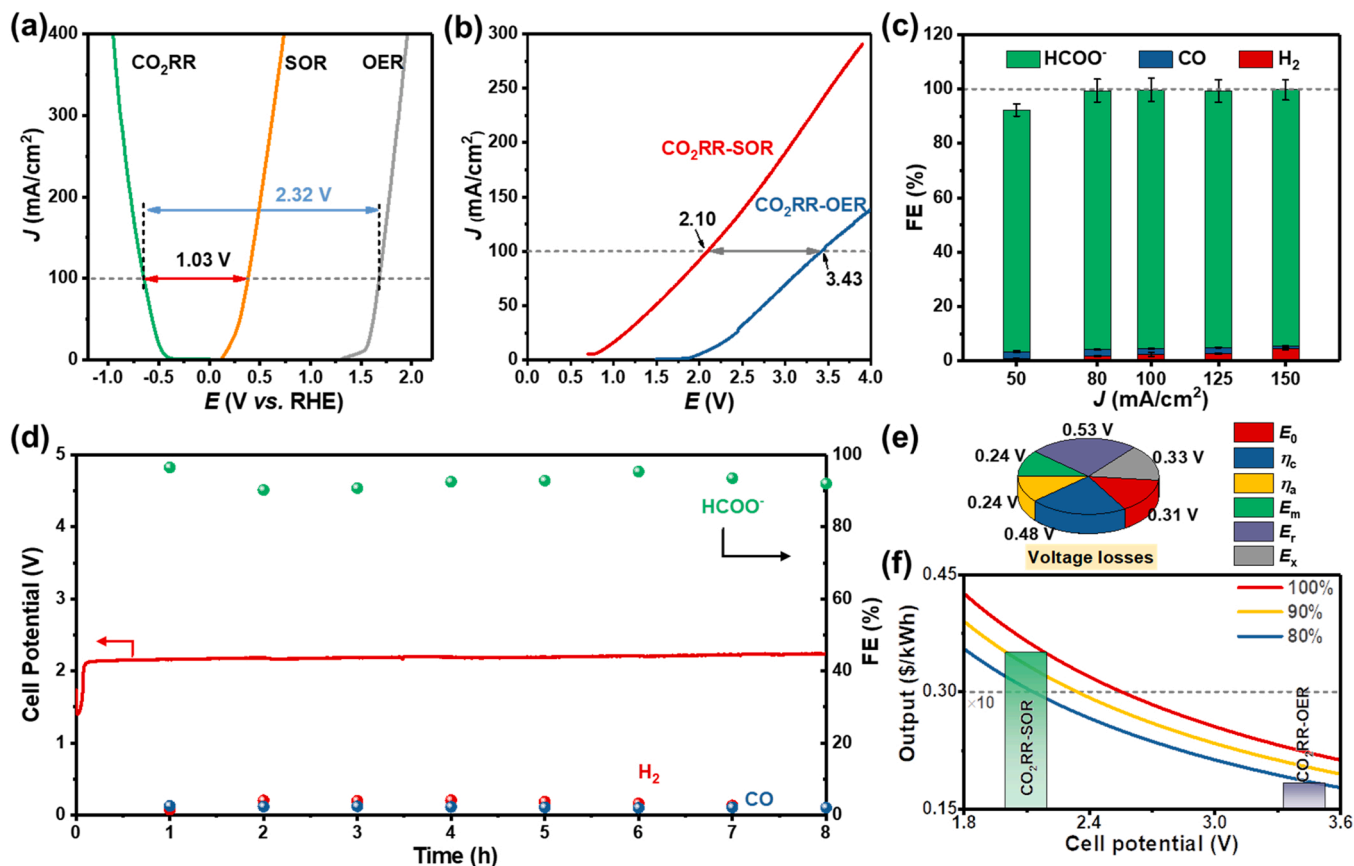 (a)
400
300
200
100
0
J (mA/cm²)
CO₂RR
SOR
OER
2.32 V
1.03 V
-1.0 -0.5 0.0 0.5 1.0 1.5 2.0
E (V vs. RHE)
(b)
300
250
200
150
100
50
0
J (mA/cm²)
CO₂RR-SOR
CO₂RR-OER
2.10
3.43
0.0 0.5 1.0 1.5 2.0 2.5 3.0 3.5 4.0
E (V)
(c)
120
100
80
60
40
20
0
FE (%)
HCOO⁻ CO H₂
50 80 100 125 150
J (mA/cm²)
(d)
5
4
3
2
1
0
Cell Potential (V)
HCOO⁻
H₂
CO
100
80
60
40
20
0
FE (%)
0 1 2 3 4 5 6 7 8
Time (h)
(e)
0.53 V
0.33 V
0.24 V
0.24 V
0.48 V
0.31 V
Voltage losses
E₀
ηc
ηa
Em
Er
Ex
(f)
0.45
0.30
0.15
Output ($/kWh)
×10
CO₂RR-SOR
CO₂RR-OER
100%
90%
80%
1.8 2.4 3.0 3.6
Cell potential (V)